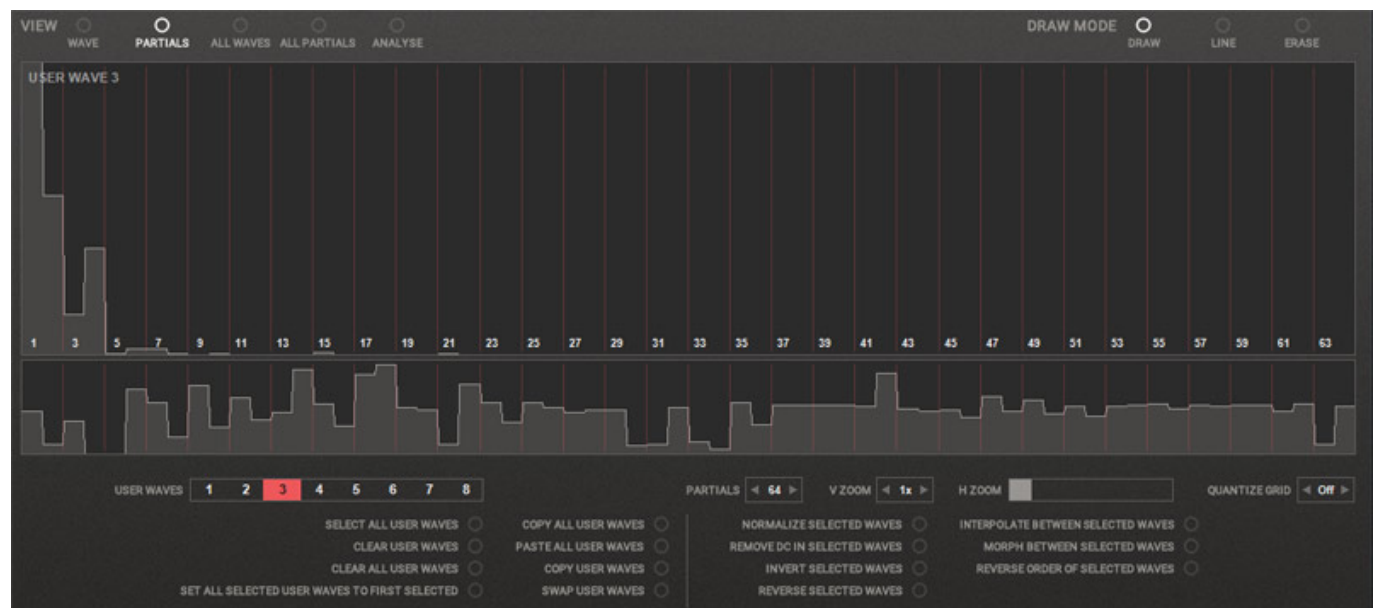 VIEW WAVE PARTIALS ALL WAVES ALL PARTIALS ANALYSE DRAW MODE DRAW LINE ERASE
USER WAVE 3
1 3 5 7 9 11 13 15 17 19 21 23 25 27 29 31 33 35 37 39 41 43 45 47 49 51 53 55 57 59 61 63
USER WAVES 1 2 3 4 5 6 7 8 PARTIALS 64 V ZOOM 1x H ZOOM QUANTIZE GRID Off
SELECT ALL USER WAVES COPY ALL USER WAVES NORMALIZE SELECTED WAVES INTERPOLATE BETWEEN SELECTED WAVES
CLEAR USER WAVES PASTE ALL USER WAVES REMOVE DC IN SELECTED WAVES MORPH BETWEEN SELECTED WAVES
CLEAR ALL USER WAVES COPY USER WAVES INVERT SELECTED WAVES REVERSE ORDER OF SELECTED WAVES
SET ALL SELECTED USER WAVES TO FIRST SELECTED SWAP USER WAVES REVERSE SELECTED WAVES